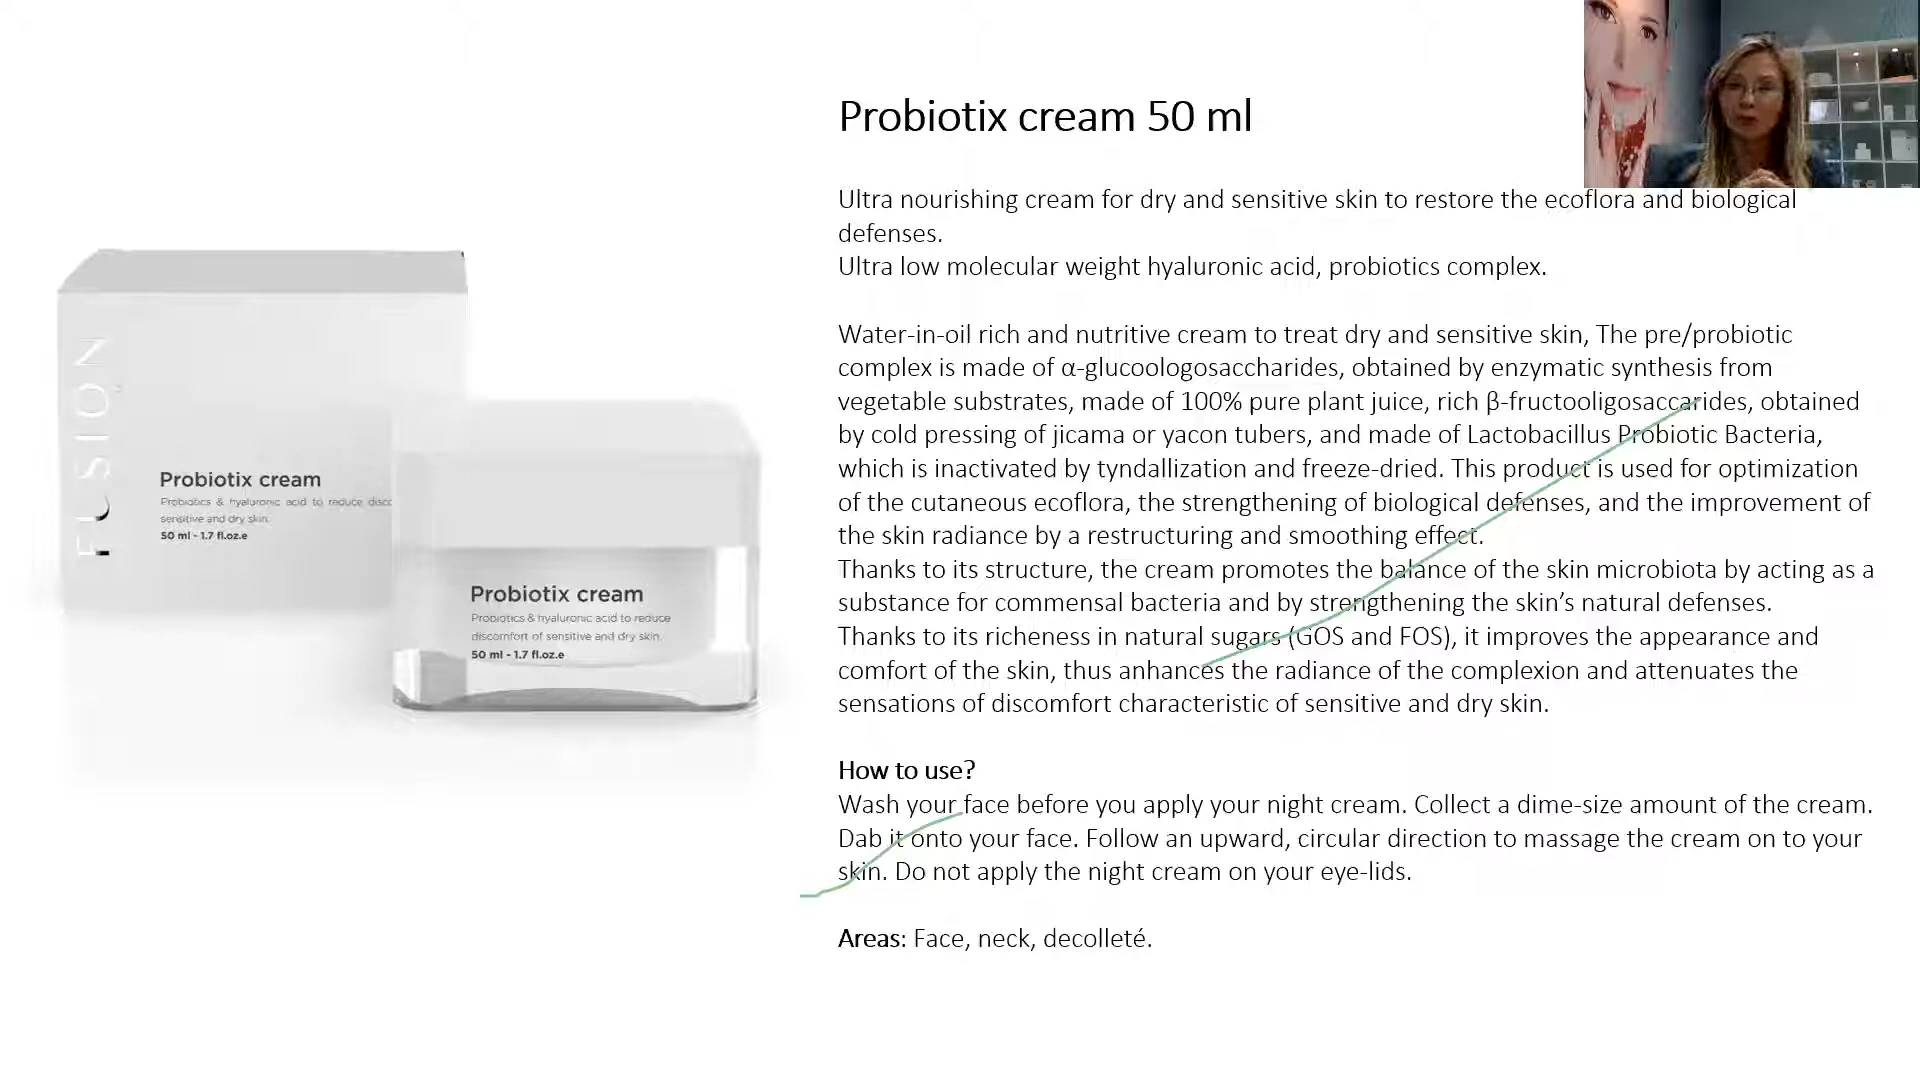 Probiotix cream 50 ml
Ultra nourishing cream for dry and sensitive skin to restore the ecoflora and biological
defenses.
Ultra low molecular weight hyaluronic acid, probiotics complex.
Water-in-oil rich and nutritive cream to treat dry and sensitive skin, The pre/probiotic
complex is made of α-glucoologosaccharides, obtained by enzymatic synthesis from
vegetable substrates, made of 100% pure plant juice, rich β-fructooligosaccarides, obtained
by cold pressing of jicama or yacon tubers, and made of Lactobacillus Probiotic Bacteria,
which is inactivated by tyndallization and freeze-dried. This product is used for optimization
of the cutaneous ecoflora, the strengthening of biological defenses, and the improvement of
the skin radiance by a restructuring and smoothing effect.
Thanks to its structure, the cream promotes the balance of the skin microbiota by acting as a
substance for commensal bacteria and by strengthening the skin's natural defenses.
Thanks to its richeness in natural sugars (GOS and FOS), it improves the appearance and
comfort of the skin, thus anhances the radiance of the complexion and attenuates the
sensations of discomfort characteristic of sensitive and dry skin.
How to use?
Wash your face before you apply your night cream. Collect a dime-size amount of the cream.
Dab it onto your face. Follow an upward, circular direction to massage the cream on to your
skin. Do not apply the night cream on your eye-lids.
Areas: Face, neck, decolleté.
FUSION
Probiotix cream
Probiotics & hyaluronic acid to reduce disc
sensitive and dry skin.
50 ml - 1.7 fl.oz.e
Probiotix cream
Probiotics & hyaluronic acid to reduce
discomfort of sensitive and dry skin.
50 ml - 1.7 fl.oz.e